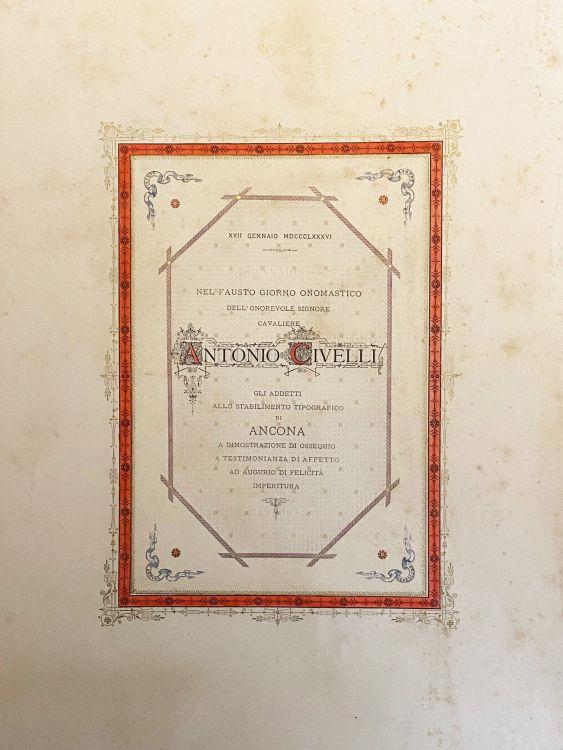 XVII GENNAIO MDCCCLXXXVI
NEL FAUSTO GIORNO ONOMASTICO
DELL'ONOREVOLE SIGNORE
CAVALIERE
ANTONIO CIVELLI
GLI ADDETTI
ALLO STABILIMENTO TIPOGRAFICO
DI
ANCONA
A DIMOSTRAZIONE DI OSSEQUIO
A TESTIMONIANZA DI AFFETTO
AD AUGURIO DI FELICITÀ
IMPERITURA